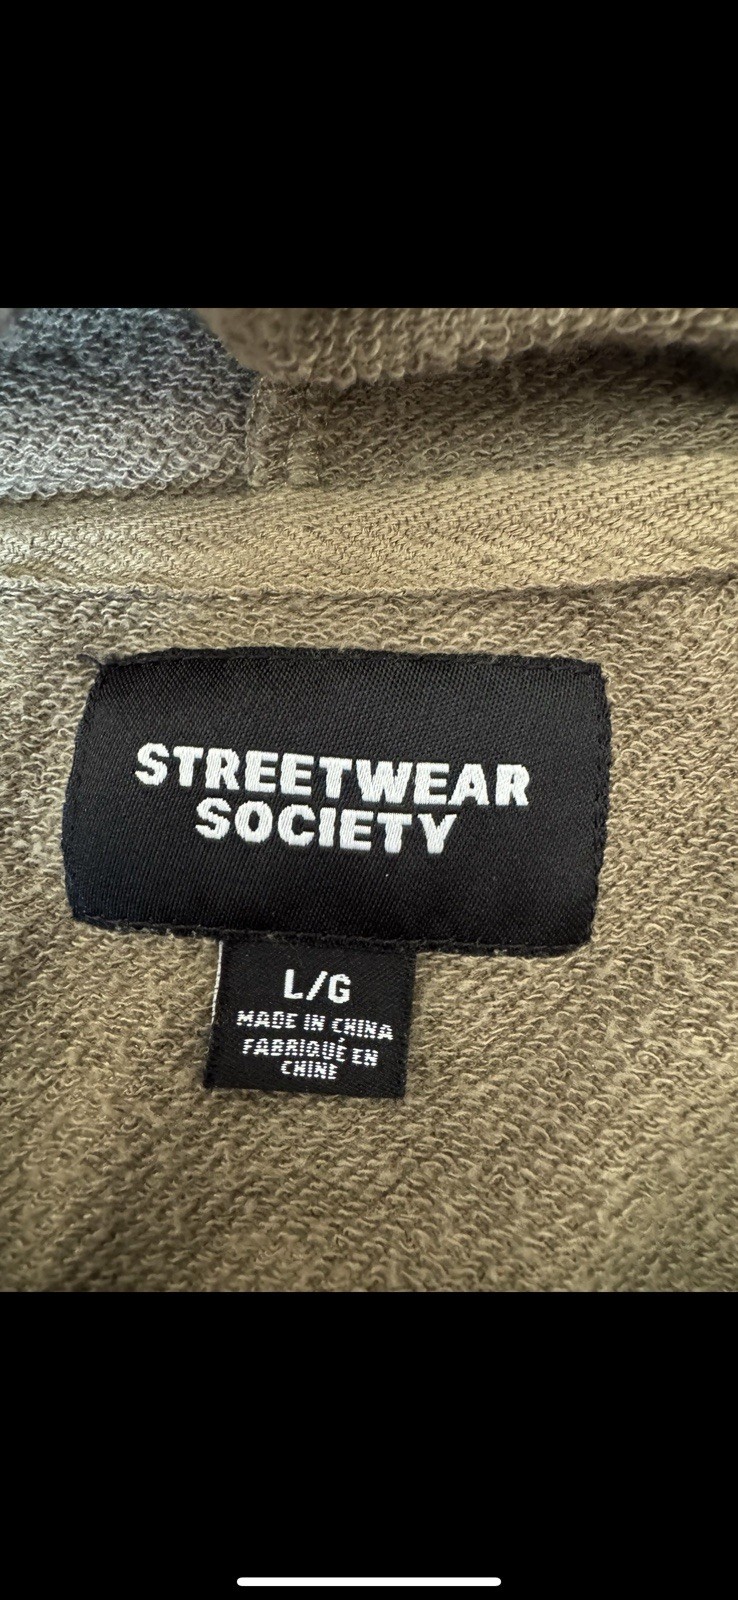 STREETWEAR
SOCIETY
L/G
MADE IN CHINA
FABRIQUÉ EN
CHINE